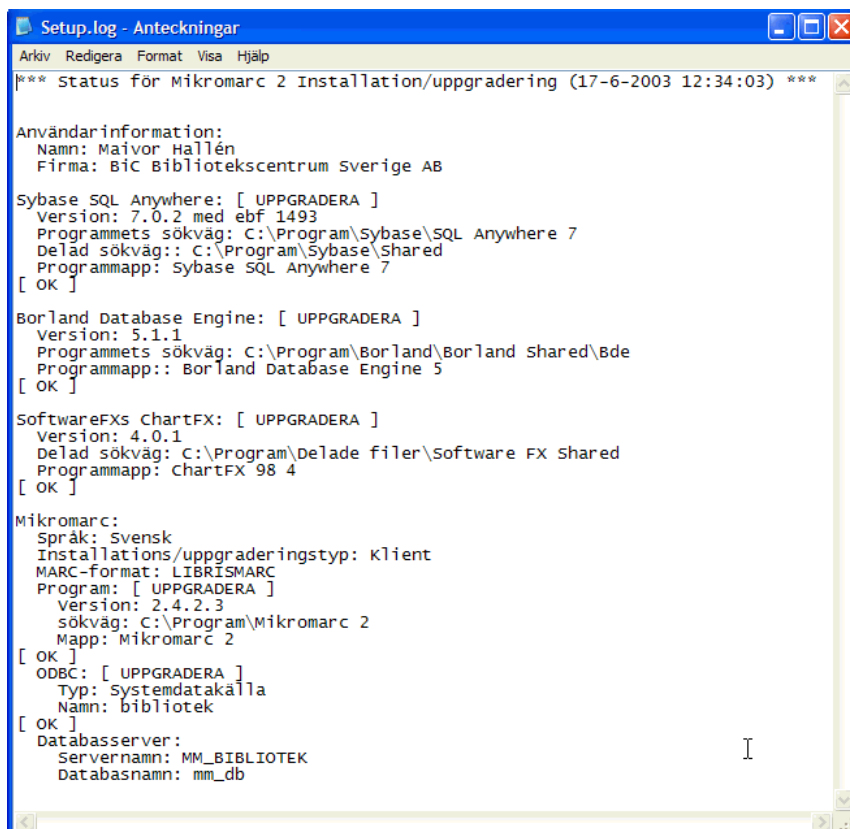 Setup.log - Anteckningar
Arkiv Redigera Format Visa Hjälp
*** Status för Mikromarc 2 Installation/uppgradering (17-6-2003 12:34:03) ***
Användarinformation:
Namn: Maivor Hallén
Firma: BiC Bibliotekscentrum Sverige AB
Sybase SQL Anywhere: [ UPPGRADERA ]
Version: 7.0.2 med ebf 1493
Programmets sökväg: C:\Program\Sybase\SQL Anywhere 7
Delad sökväg:: C:\Program\Sybase\Shared
Programmapp: Sybase SQL Anywhere 7
[ OK ]
Borland Database Engine: [ UPPGRADERA ]
Version: 5.1.1
Programmets sökväg: C:\Program\Borland\Borland Shared\Bde
Programmapp:: Borland Database Engine 5
[ OK ]
SoftwareFXs ChartFX: [ UPPGRADERA ]
Version: 4.0.1
Delad sökväg: C:\Program\Delade filer\Software FX Shared
Programmapp: ChartFX 98 4
[ OK ]
Mikromarc:
Språk: Svensk
Installations/uppgraderingstyp: Klient
MARC-format: LIBRISMARC
Program: [ UPPGRADERA ]
Version: 2.4.2.3
sökväg: C:\Program\Mikromarc 2
Mapp: Mikromarc 2
[ OK ]
ODBC: [ UPPGRADERA ]
Typ: Systemdatakälla
Namn: bibliotek
[ OK ]
Databasserver:
Servernamn: MM_BIBLIOTEK
Databasnamn: mm_db